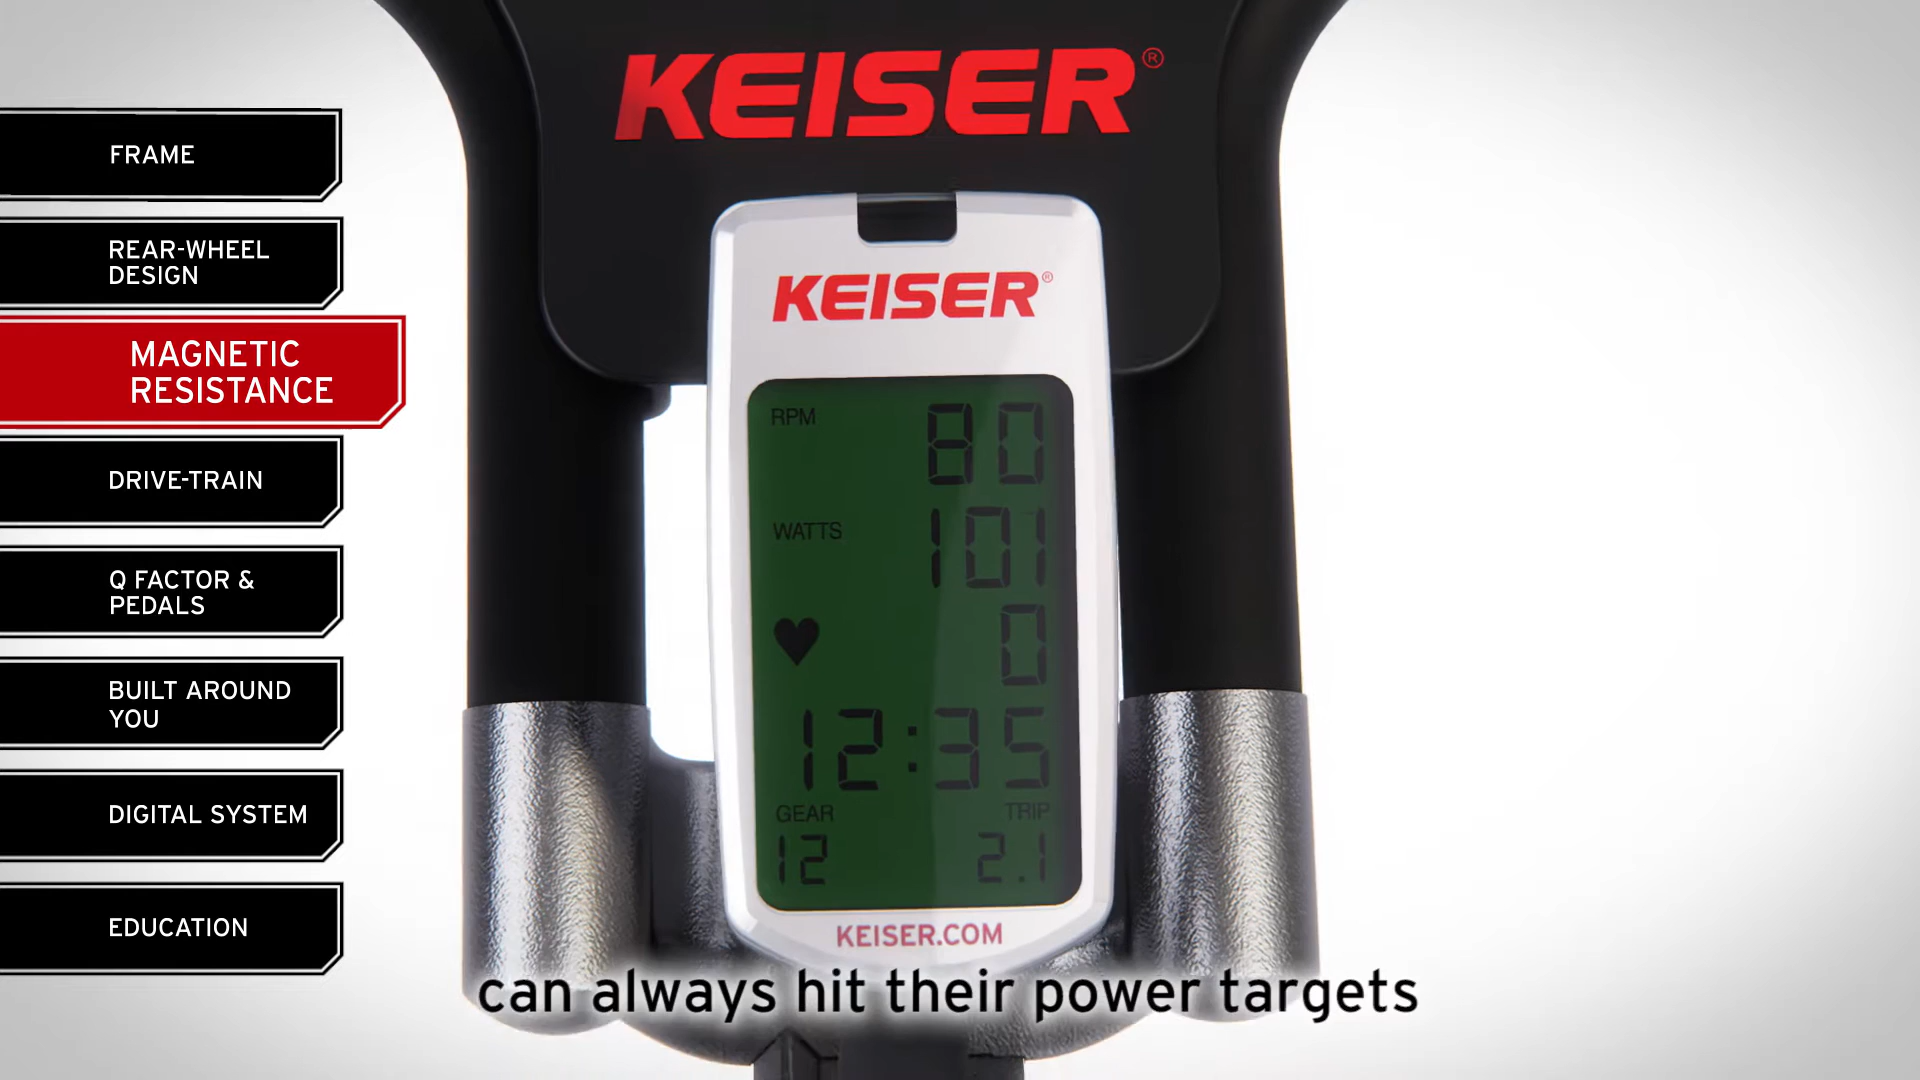 KEISER®
FRAME
REAR-WHEEL
DESIGN
MAGNETIC
RESISTANCE
DRIVE-TRAIN
Q FACTOR &
PEDALS
BUILT AROUND
YOU
DIGITAL SYSTEM
EDUCATION
KEISER®
RPM 80
WATTS 101
♥ 0
12:35
GEAR TRIP
12 2.1
KEISER.COM
can always hit their power targets